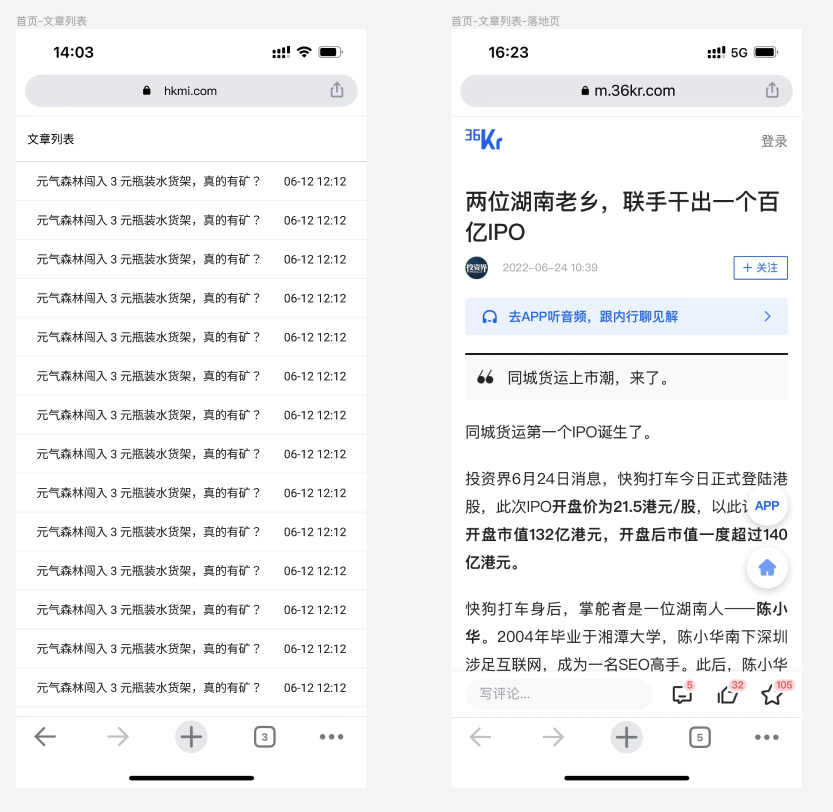 首页-文章列表
14:03
hkmi.com
文章列表
元气森林闯入 3 元瓶装水货架，真的有矿？ 06-12 12:12
元气森林闯入 3 元瓶装水货架，真的有矿？ 06-12 12:12
元气森林闯入 3 元瓶装水货架，真的有矿？ 06-12 12:12
元气森林闯入 3 元瓶装水货架，真的有矿？ 06-12 12:12
元气森林闯入 3 元瓶装水货架，真的有矿？ 06-12 12:12
元气森林闯入 3 元瓶装水货架，真的有矿？ 06-12 12:12
元气森林闯入 3 元瓶装水货架，真的有矿？ 06-12 12:12
元气森林闯入 3 元瓶装水货架，真的有矿？ 06-12 12:12
元气森林闯入 3 元瓶装水货架，真的有矿？ 06-12 12:12
元气森林闯入 3 元瓶装水货架，真的有矿？ 06-12 12:12
元气森林闯入 3 元瓶装水货架，真的有矿？ 06-12 12:12
元气森林闯入 3 元瓶装水货架，真的有矿？ 06-12 12:12
元气森林闯入 3 元瓶装水货架，真的有矿？ 06-12 12:12
元气森林闯入 3 元瓶装水货架，真的有矿？ 06-12 12:12
3
首页-文章列表-落地页
16:23 5G
m.36kr.com
36Kr 登录
两位湖南老乡，联手干出一个百
亿IPO
投资界 2022-06-24 10:39 + 关注
去APP听音频，跟内行聊见解
同城货运上市潮，来了。
同城货运第一个IPO诞生了。
投资界6月24日消息，快狗打车今日正式登陆港
股，此次IPO开盘价为21.5港元/股，以此
APP
开盘市值132亿港元，开盘后市值一度超过140
亿港元。
快狗打车身后，掌舵者是一位湖南人——陈小
华。2004年毕业于湘潭大学，陈小华南下深圳
涉足互联网，成为一名SEO高手。此后，陈小华
写评论... 5 32 105
5